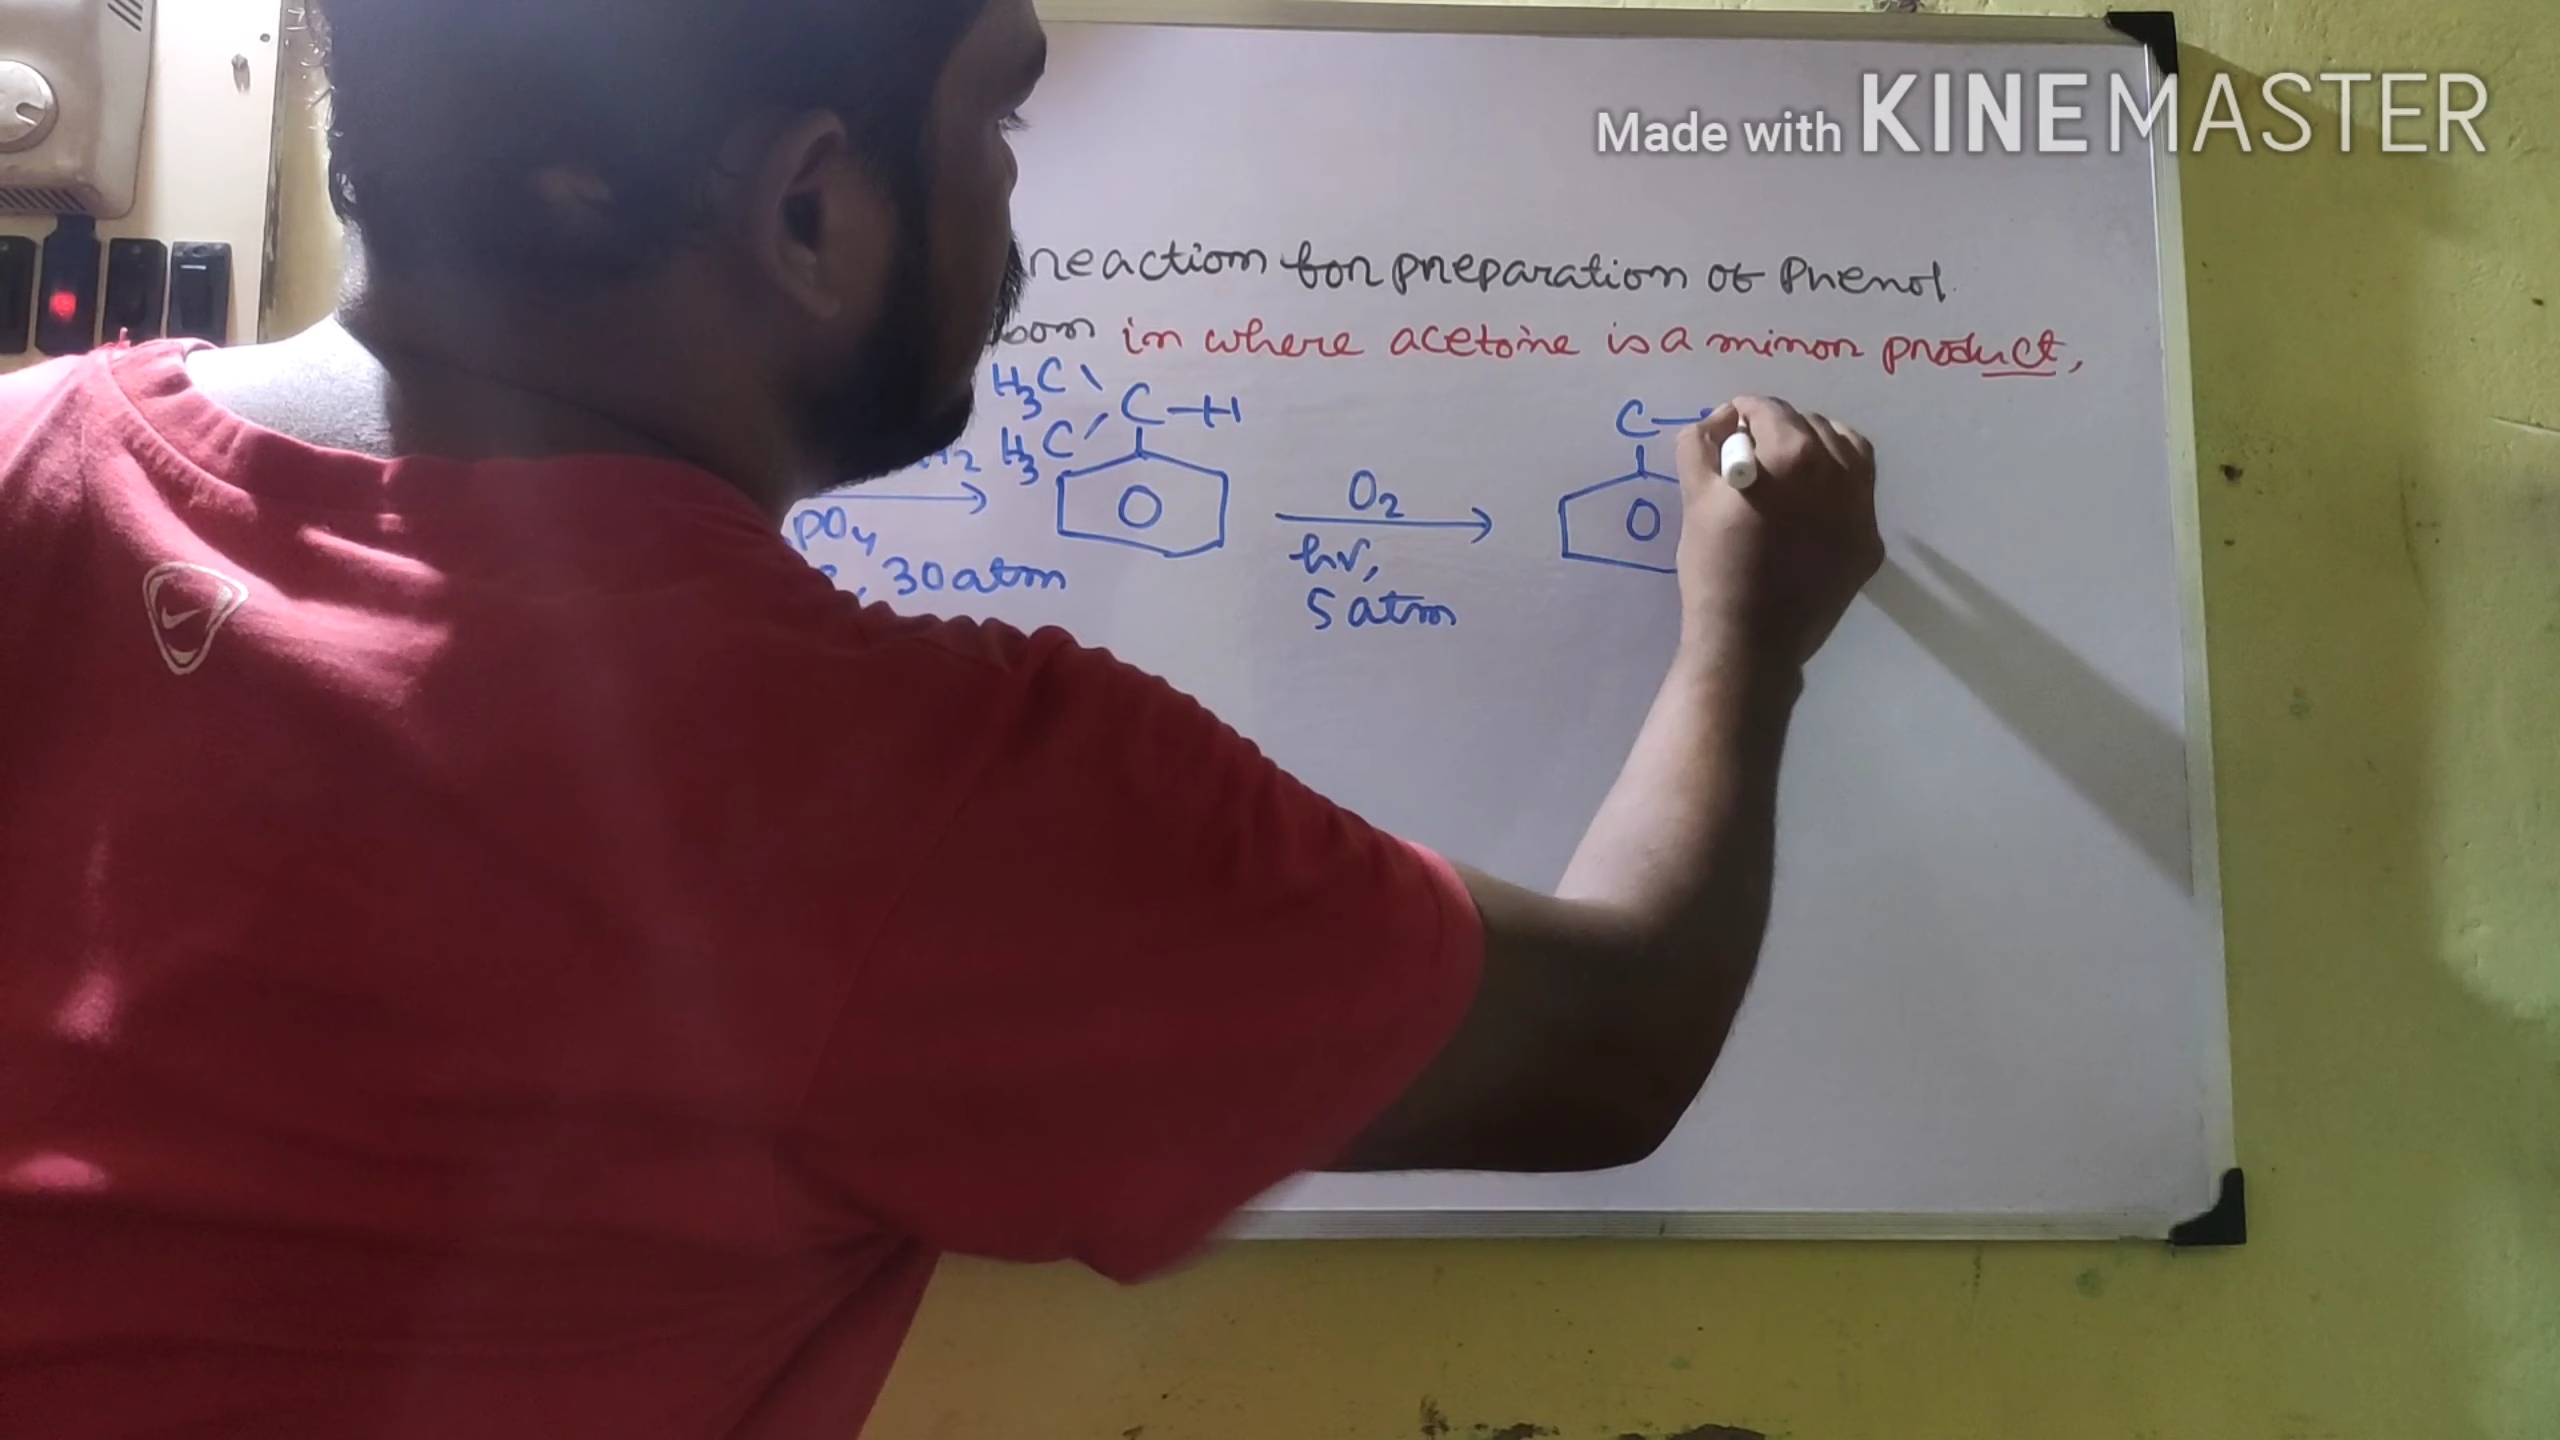 Made with KINEMASTER
reaction for preparation of Phenol.
in where acetone is a minor product,
H3C
C-H
H3C
PO4
30 atm
O2
hν,
5 atm
C